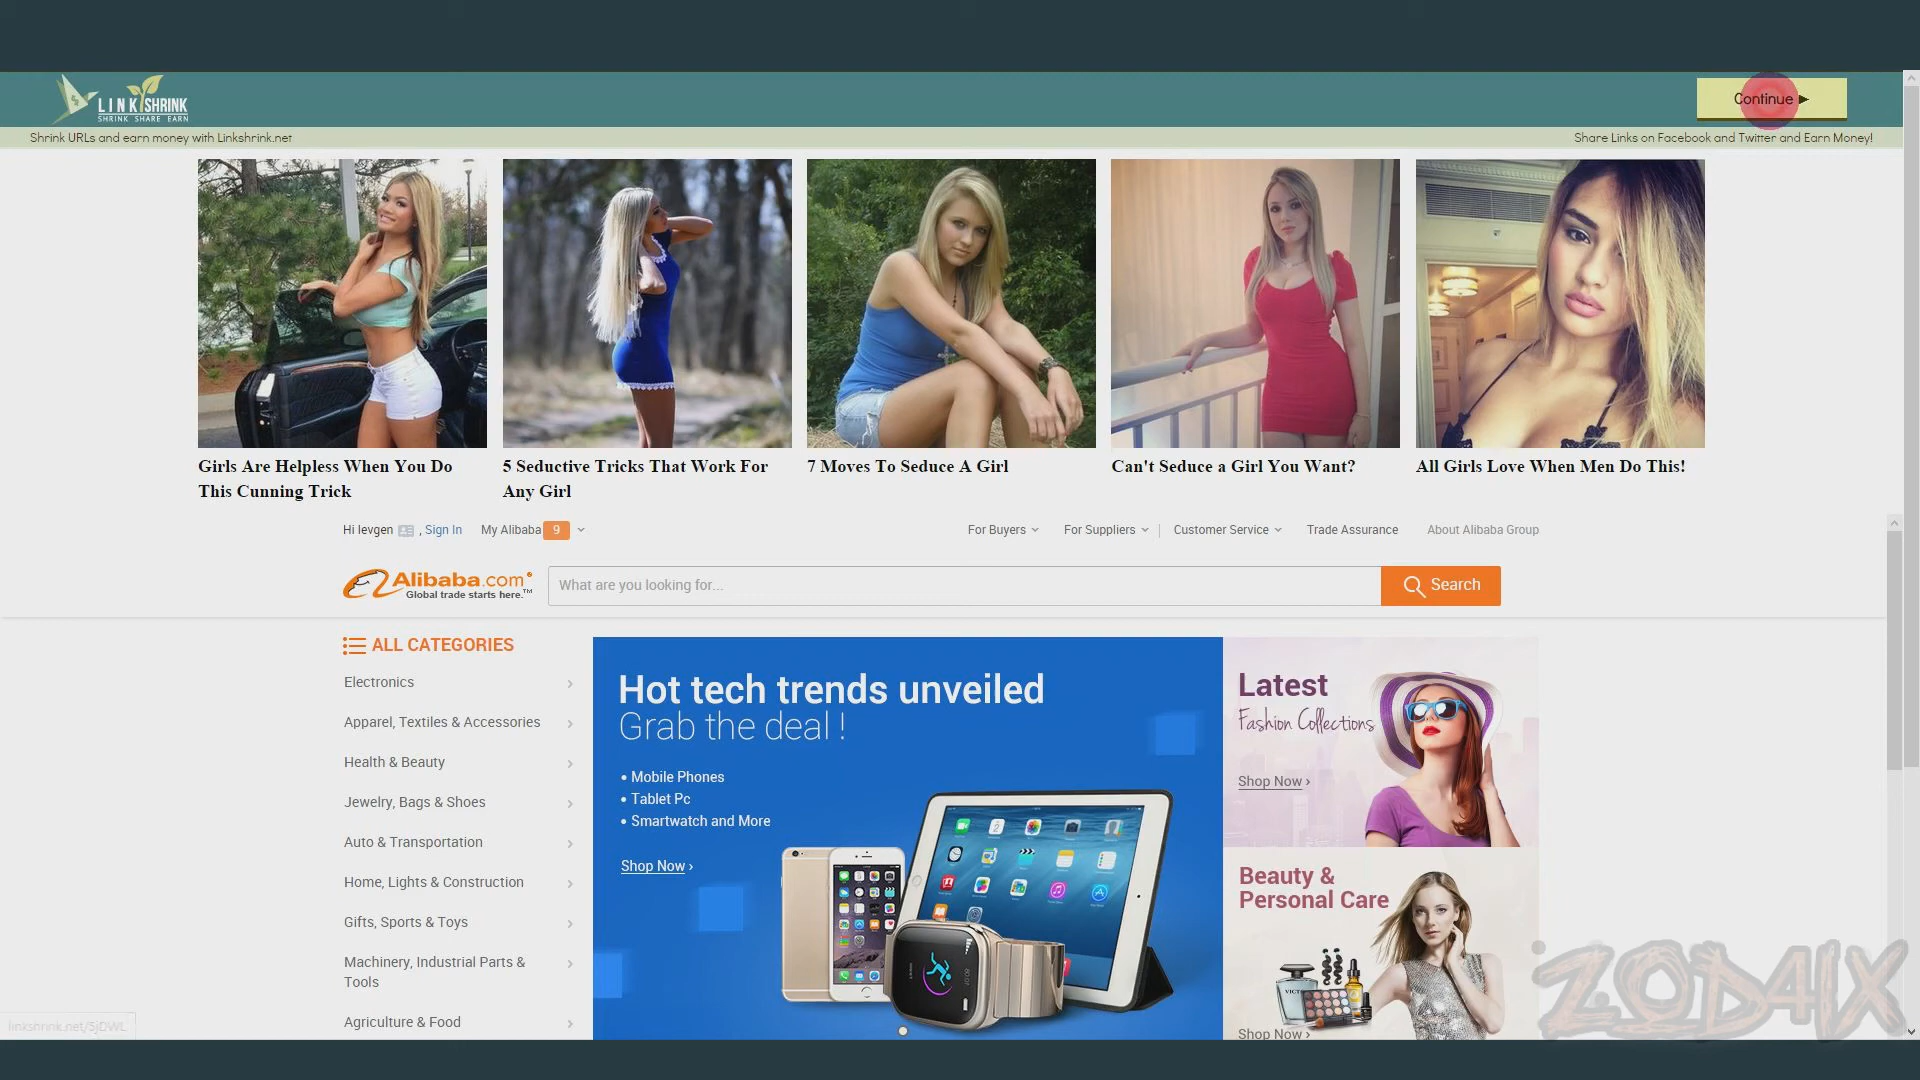 LINKSHRINK
SHRINK SHARE EARN
Continue ►
Shrink URLs and earn money with Linkshrink.net
Share Links on Facebook and Twitter and Earn Money!
Girls Are Helpless When You Do
This Cunning Trick
5 Seductive Tricks That Work For
Any Girl
7 Moves To Seduce A Girl
Can't Seduce a Girl You Want?
All Girls Love When Men Do This!
Hi Ievgen , Sign In My Alibaba 9
For Buyers For Suppliers | Customer Service Trade Assurance About Alibaba Group
Alibaba.com®
Global trade starts here.™
What are you looking for...
Search
ALL CATEGORIES
Electronics
Apparel, Textiles & Accessories
Health & Beauty
Jewelry, Bags & Shoes
Auto & Transportation
Home, Lights & Construction
Gifts, Sports & Toys
Machinery, Industrial Parts &
Tools
Agriculture & Food
Hot tech trends unveiled
Grab the deal !
• Mobile Phones
• Tablet Pc
• Smartwatch and More
Shop Now ›
Latest
Fashion Collections
Shop Now ›
Beauty &
Personal Care
Shop Now ›
linkshrink.net/5jDWL
iZOD4IX